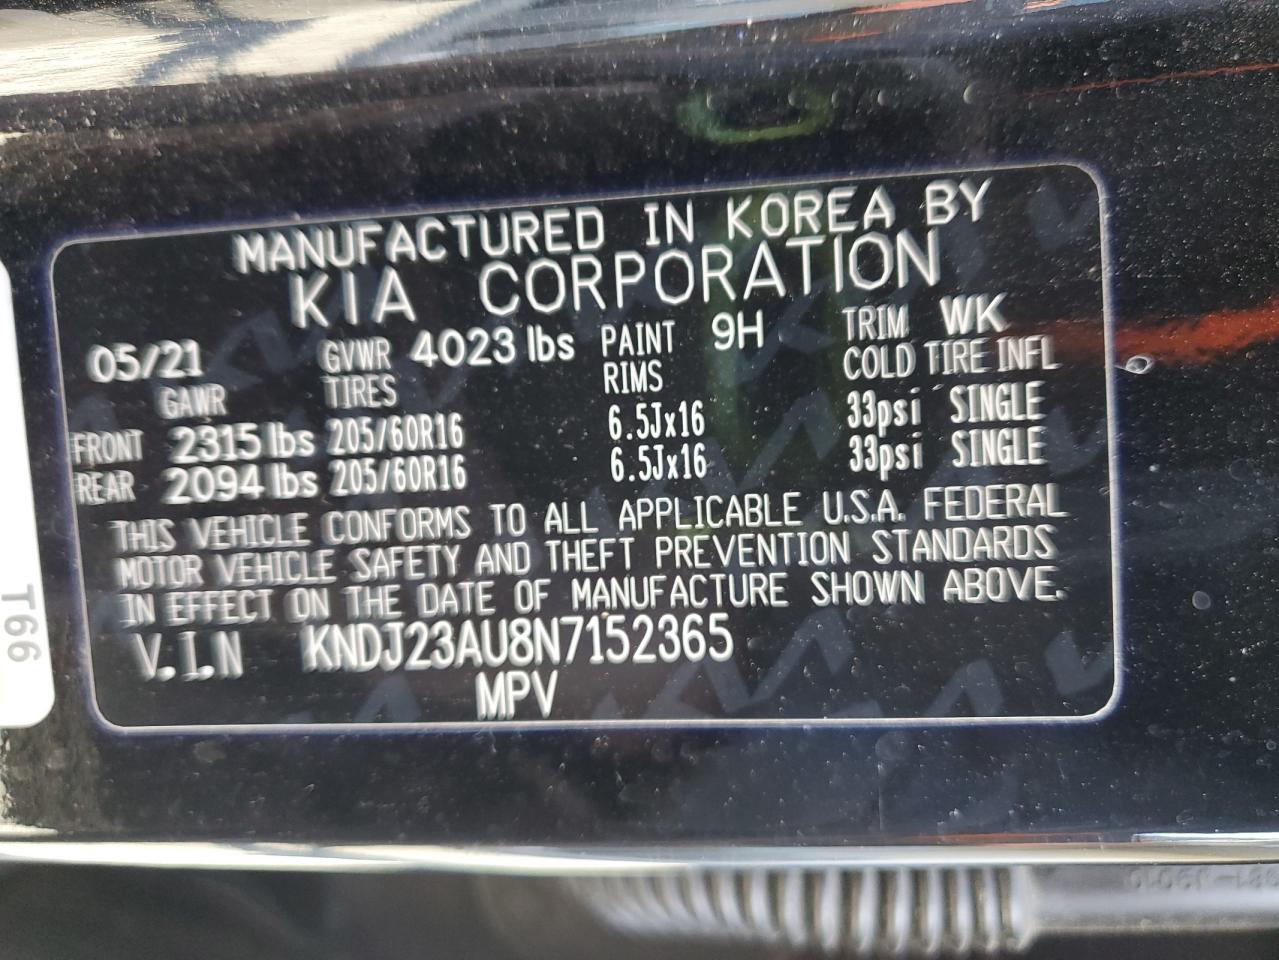 MANUFACTURED IN KOREA BY
KIA CORPORATION
05/21 GVWR 4023 lbs PAINT 9H TRIM WK
GAWR TIRES RIMS COLD TIRE INFL
FRONT 2315 lbs 205/60R16 6.5Jx16 33psi SINGLE
REAR 2094 lbs 205/60R16 6.5Jx16 33psi SINGLE
THIS VEHICLE CONFORMS TO ALL APPLICABLE U.S.A. FEDERAL
MOTOR VEHICLE SAFETY AND THEFT PREVENTION STANDARDS
IN EFFECT ON THE DATE OF MANUFACTURE SHOWN ABOVE.
V.I.N KNDJ23AU8N7152365
MPV
T66